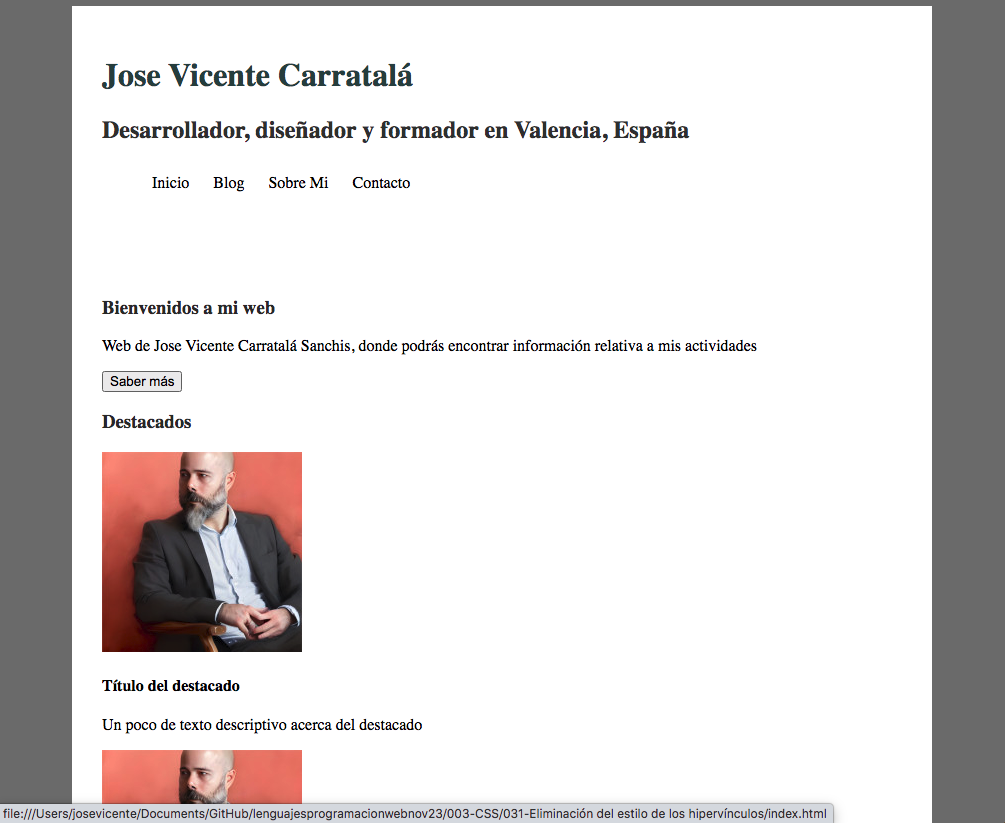 Jose Vicente Carratalá
Desarrollador, diseñador y formador en Valencia, España
Inicio Blog Sobre Mi Contacto
Bienvenidos a mi web
Web de Jose Vicente Carratalá Sanchis, donde podrás encontrar información relativa a mis actividades
Saber más
Destacados
Título del destacado
Un poco de texto descriptivo acerca del destacado
file:///Users/josevicente/Documents/GitHub/lenguajesprogramacionwebnov23/003-CSS/031-Eliminación del estilo de los hipervínculos/index.html